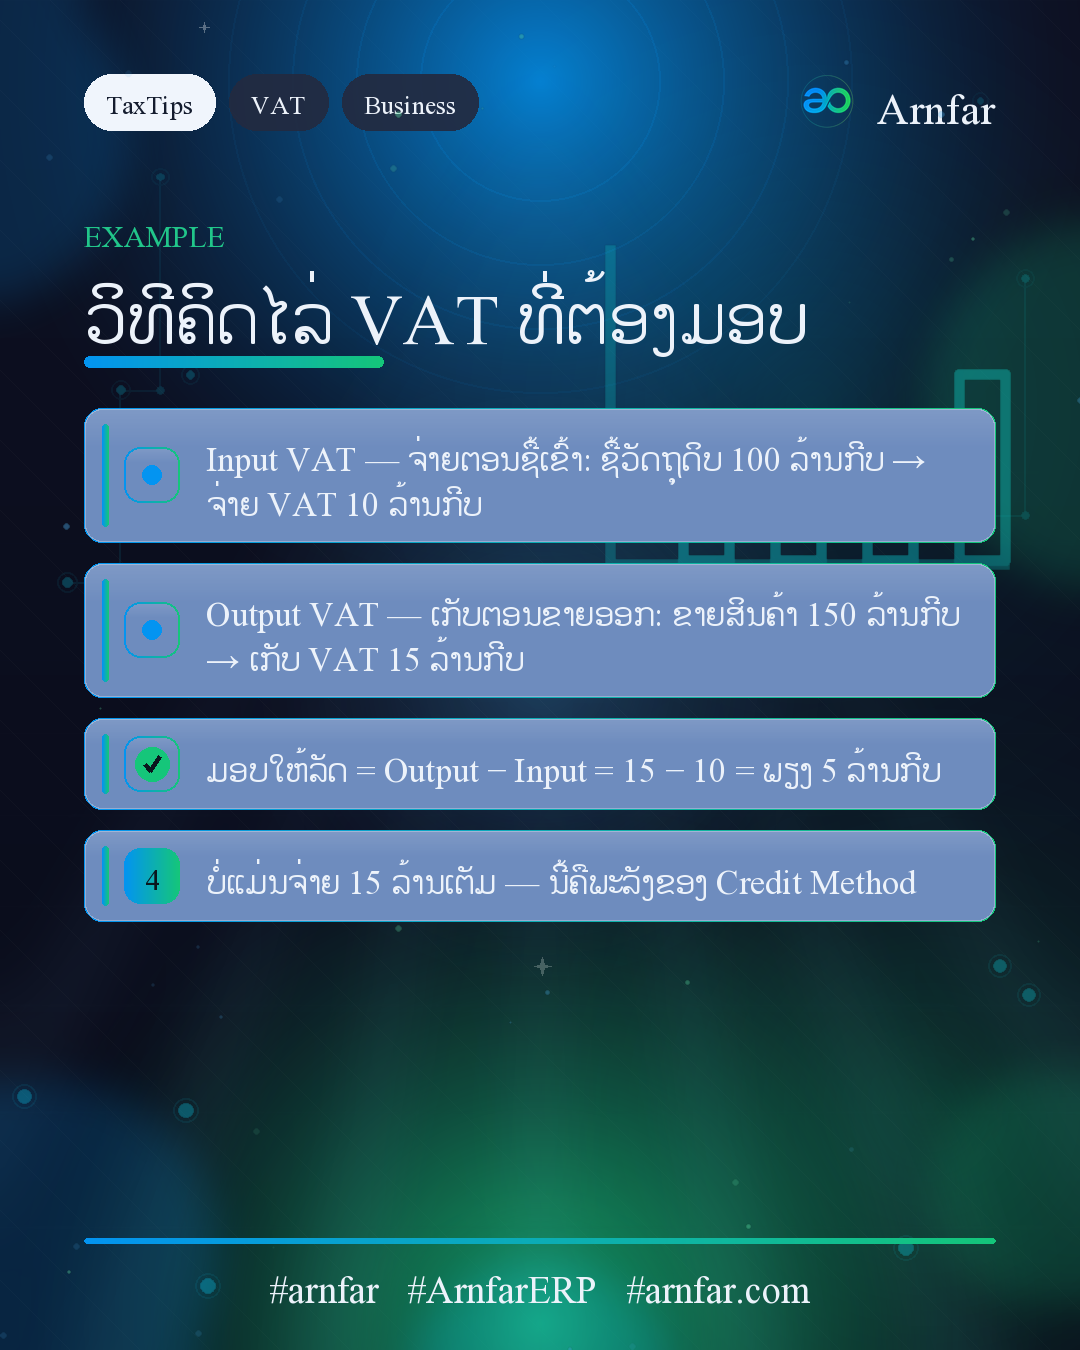 TaxTips VAT Business
Arnfar
EXAMPLE
ວິທີຄິດໄລ່ VAT ທີ່ຕ້ອງມອບ
Input VAT — ຈ່າຍຕອນຊື້ເຂົ້າ: ຊື້ວັດຖຸດິບ 100 ລ້ານກີບ →
ຈ່າຍ VAT 10 ລ້ານກີບ
Output VAT — ເກັບຕອນຂາຍອອກ: ຂາຍສິນຄ້າ 150 ລ້ານກີບ
→ ເກັບ VAT 15 ລ້ານກີບ
ມອບໃຫ້ລັດ = Output − Input = 15 − 10 = ພຽງ 5 ລ້ານກີບ
4 ບໍ່ແມ່ນຈ່າຍ 15 ລ້ານເຕັມ — ນີ້ຄືພະລັງຂອງ Credit Method
#arnfar #ArnfarERP #arnfar.com